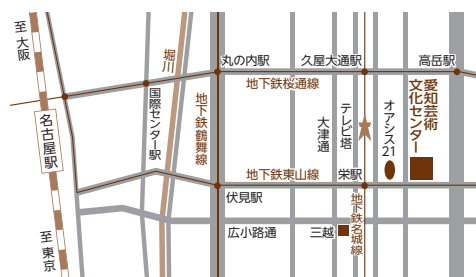 至 大阪
堀川
丸の内駅
久屋大通駅
高岳駅
地下鉄桜通線
国際センター駅
地下鉄鶴舞線
大津通
テレビ塔
オアシス21
愛知芸術
文化センター
名古屋駅
地下鉄東山線
栄駅
伏見駅
地下鉄名城線
至 東京
広小路通
三越